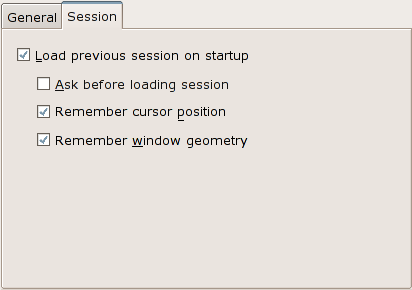 General Session
Load previous session on startup
Ask before loading session
Remember cursor position
Remember window geometry